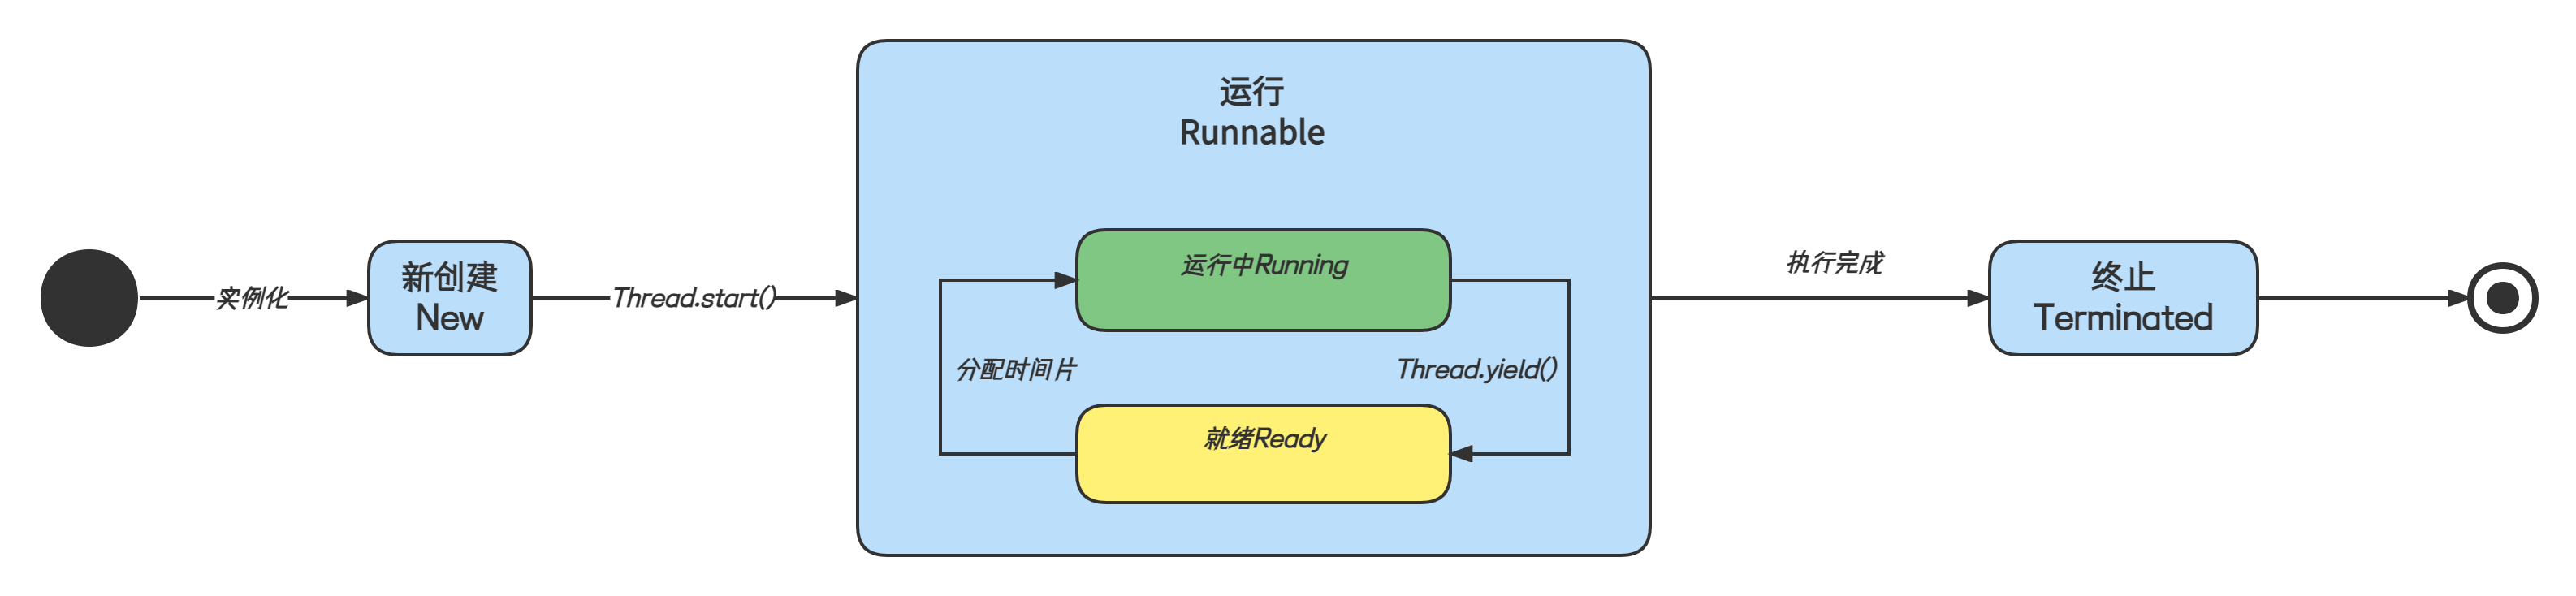 实例化
新创建
New
Thread.start()
运行
Runnable
运行中Running
分配时间片
Thread.yield()
就绪Ready
执行完成
终止
Terminated